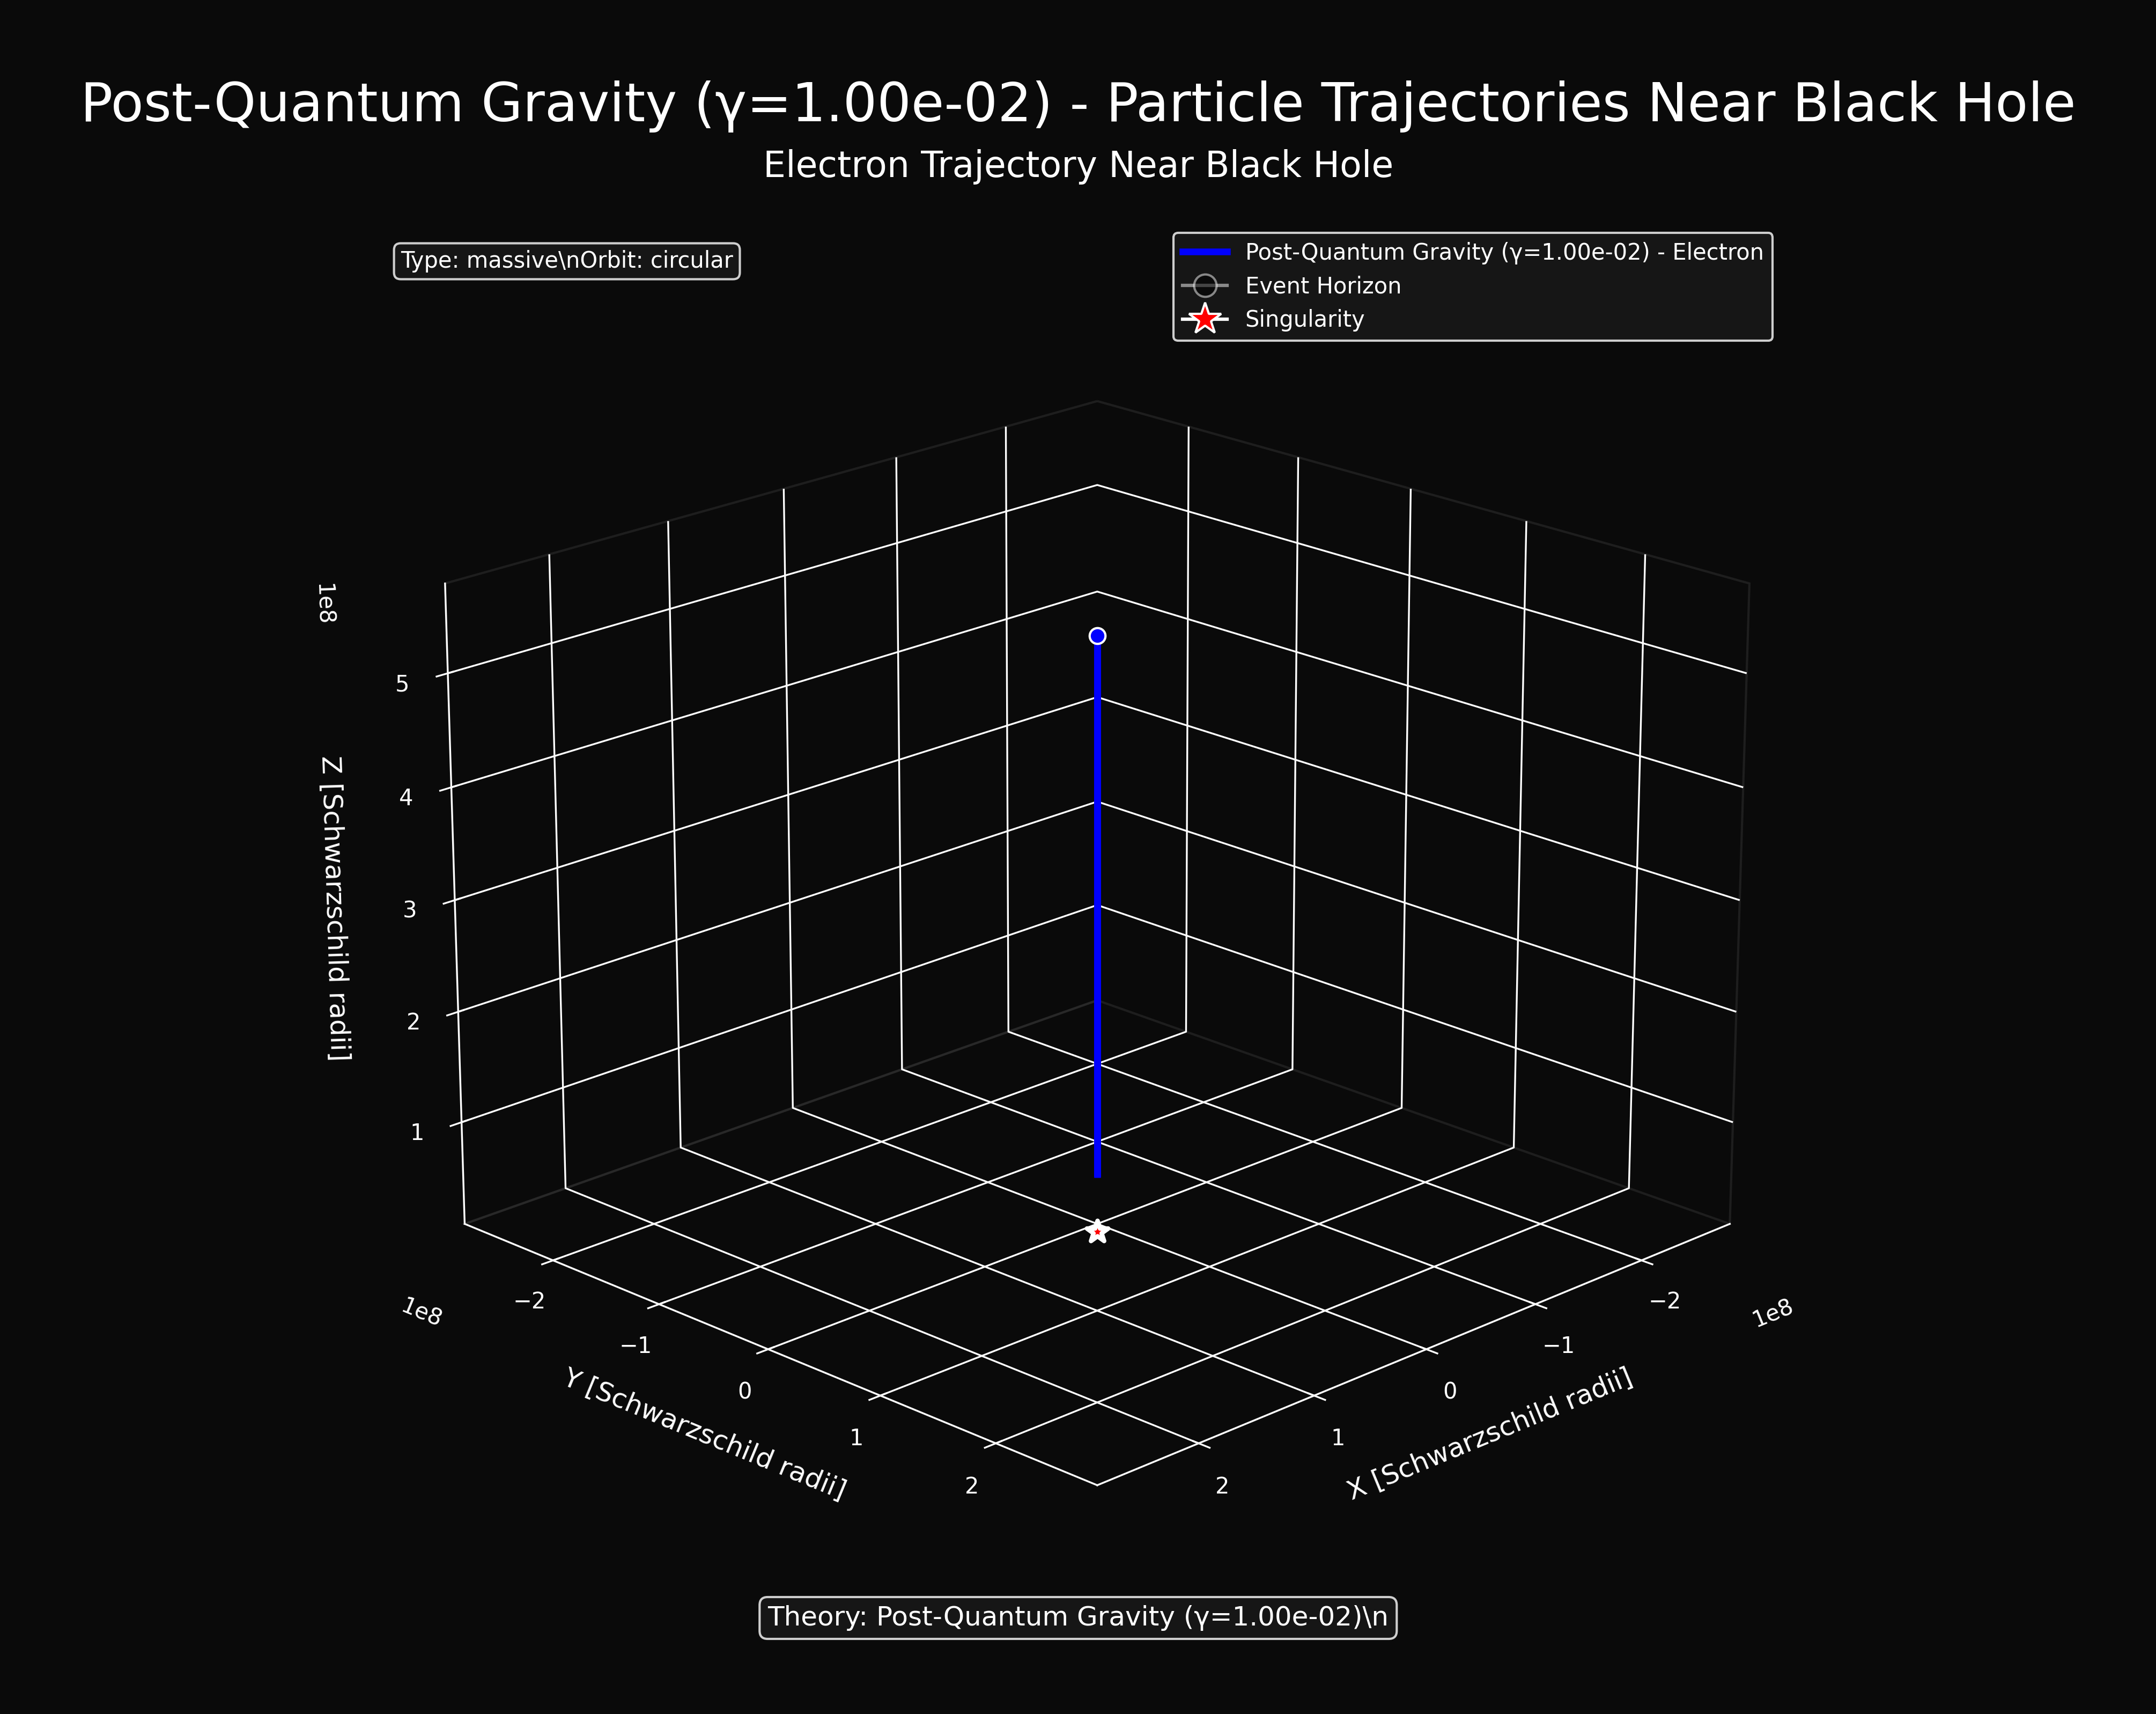 Post-Quantum Gravity (γ=1.00e-02) - Particle Trajectories Near Black Hole
Electron Trajectory Near Black Hole
Type: massive\nOrbit: circular
Post-Quantum Gravity (γ=1.00e-02) - Electron
Event Horizon
Singularity
1e8
5
4
3
2
1
Z [Schwarzschild radii]
1e8
−2
−1
0
1
2
Y [Schwarzschild radii]
1e8
−2
−1
0
1
2
X [Schwarzschild radii]
Theory: Post-Quantum Gravity (γ=1.00e-02)\n